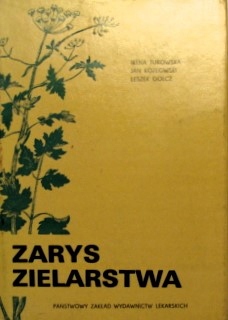 IRENA TUROWSKA
JAN KOZŁOWSKI
LESZEK GOLCZ
ZARYS
ZIELARSTWA
PAŃSTWOWY ZAKŁAD WYDAWNICTW LEKARSKICH